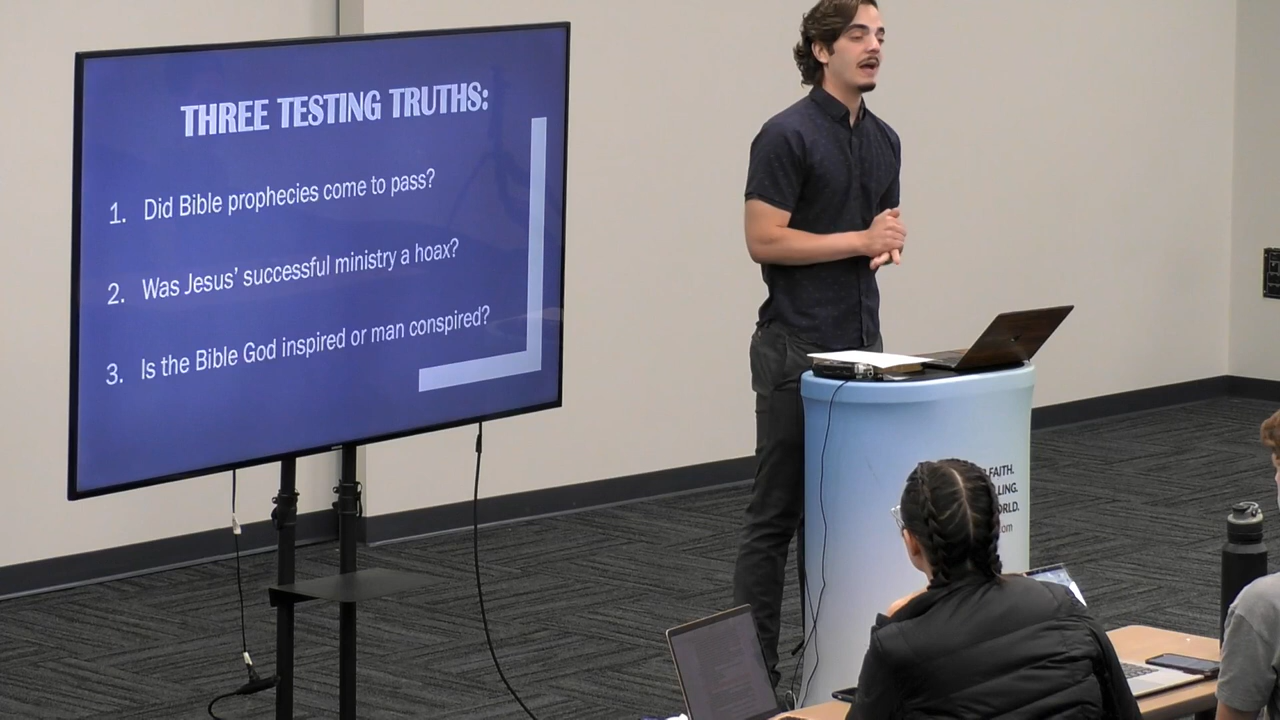 THREE TESTING TRUTHS:
1. Did Bible prophecies come to pass?
2. Was Jesus' successful ministry a hoax?
3. Is the Bible God inspired or man conspired?
FAITH.